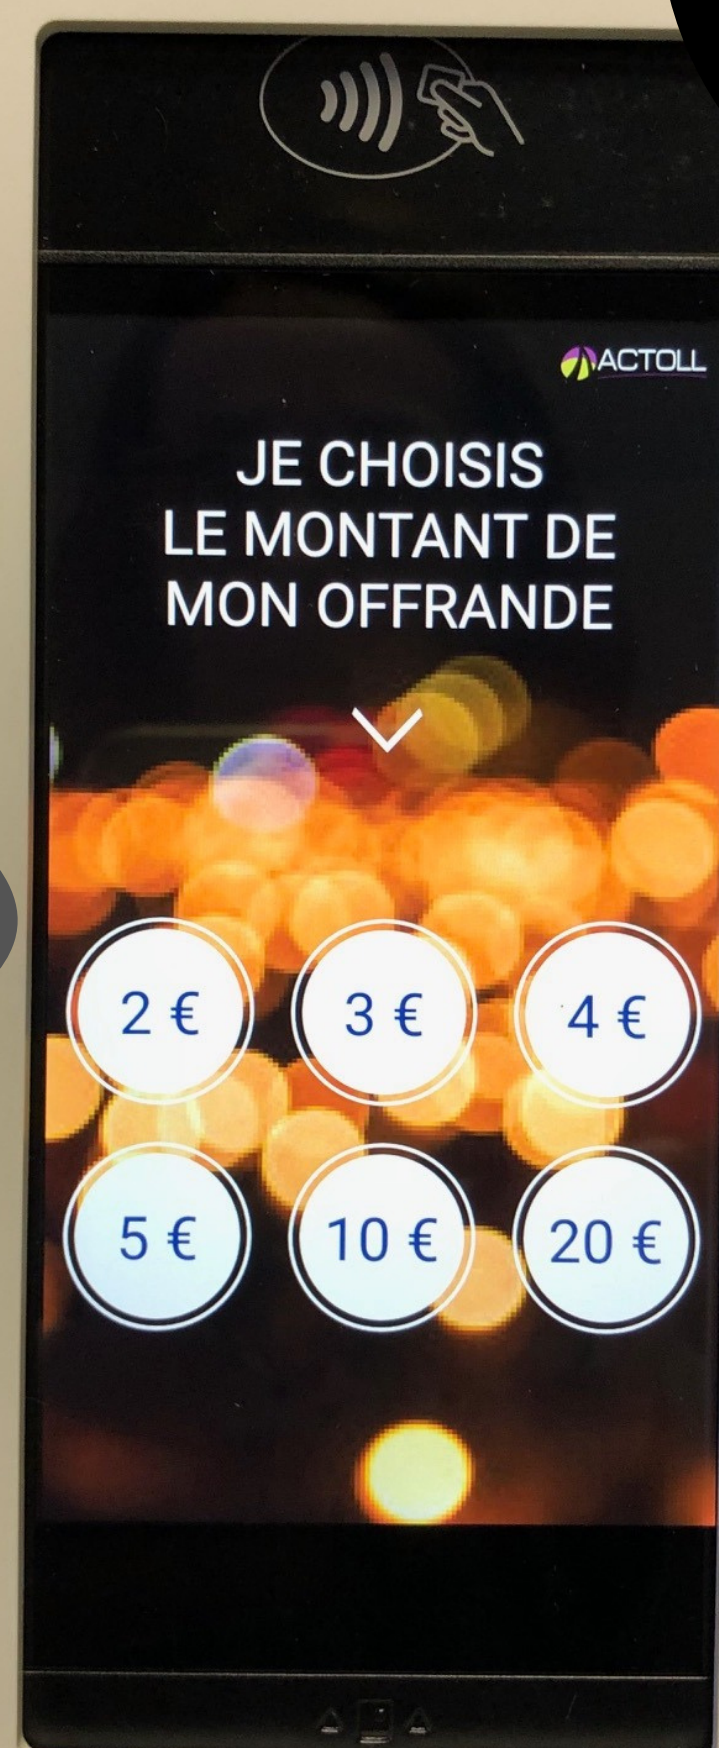 ACTOLL
JE CHOISIS
LE MONTANT DE
MON OFFRANDE
2 €
3 €
4 €
5 €
10 €
20 €